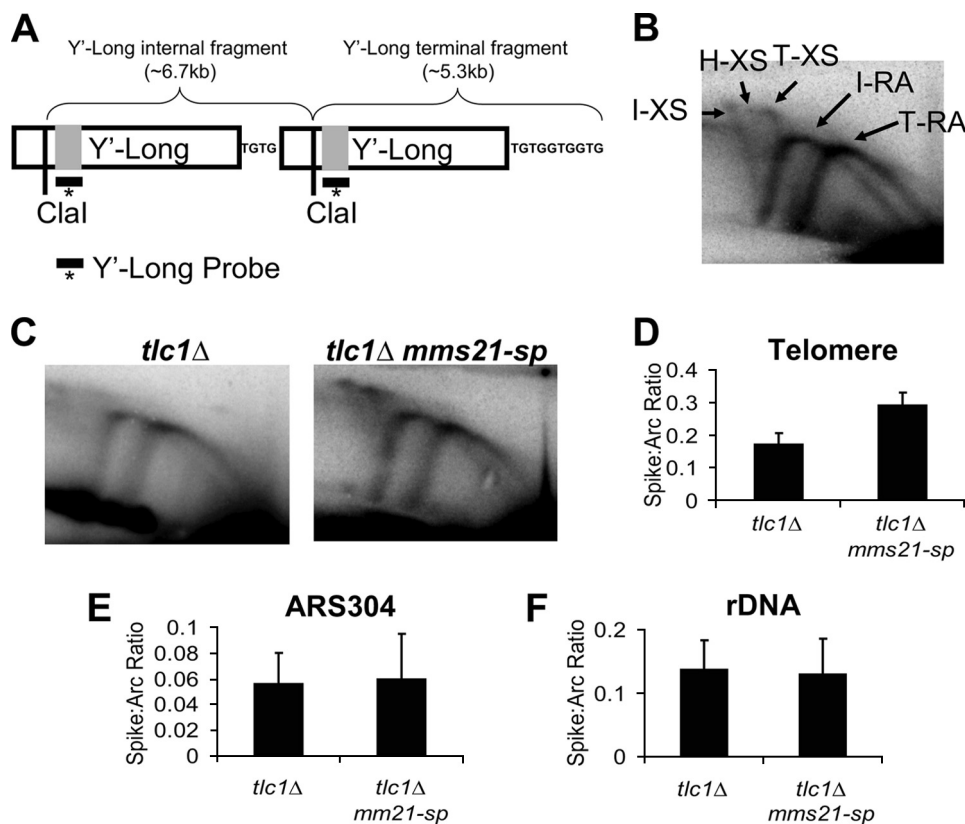 A
Y'-Long internal fragment
(~6.7kb)
Y'-Long terminal fragment
(~5.3kb)
Y'-Long
TGTG
Y'-Long
TGTGGTGGTG
*
*
ClaI
ClaI
* Y'-Long Probe
B
H-XS
T-XS
I-XS
I-RA
T-RA
C
tlc1Δ
tlc1Δ mms21-sp
D
Telomere
Spike:Arc Ratio
0.4
0.3
0.2
0.1
0
tlc1Δ
tlc1Δ
mms21-sp
E
ARS304
Spike:Arc Ratio
0.1
0.08
0.06
0.04
0.02
0
tlc1Δ
tlc1Δ
mm21-sp
F
rDNA
Spike:Arc Ratio
0.2
0.1
0
tlc1Δ
tlc1Δ
mms21-sp